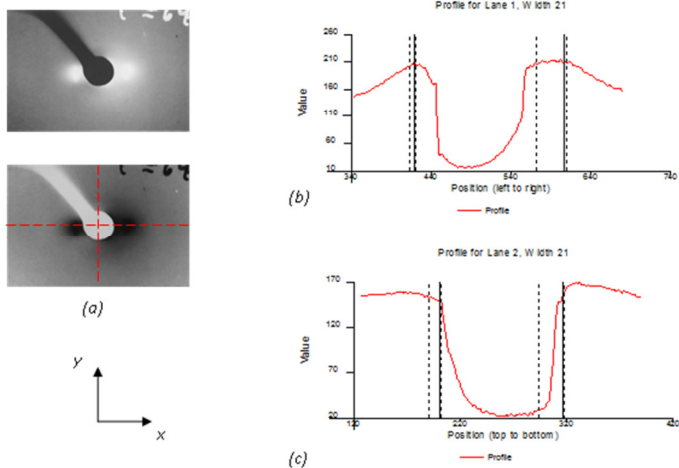 (a)
Y
X
Profile for Lane 1, Width 21
Value
260
210
160
110
60
10
340
440
540
640
740
Position (left to right)
Profile
(b)
Profile for Lane 2, Width 21
Value
170
120
70
20
120
220
320
420
Position (top to bottom)
Profile
(c)